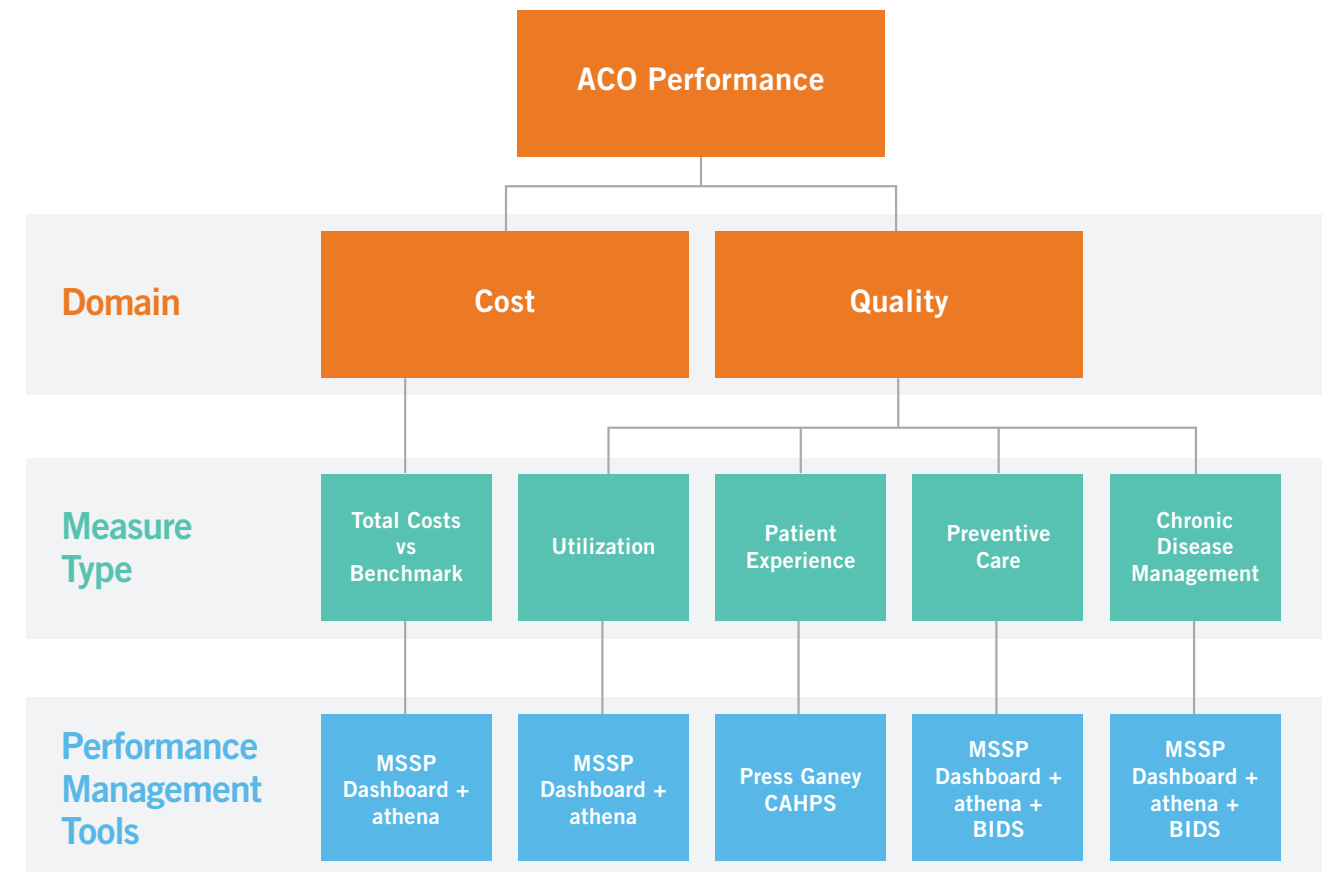 ACO Performance
Domain
Cost
Quality
Measure
Type
Total Costs
vs
Benchmark
Utilization
Patient
Experience
Preventive
Care
Chronic
Disease
Management
Performance
Management
Tools
MSSP
Dashboard +
athena
MSSP
Dashboard +
athena
Press Ganey
CAHPS
MSSP
Dashboard +
athena +
BIDS
MSSP
Dashboard +
athena +
BIDS